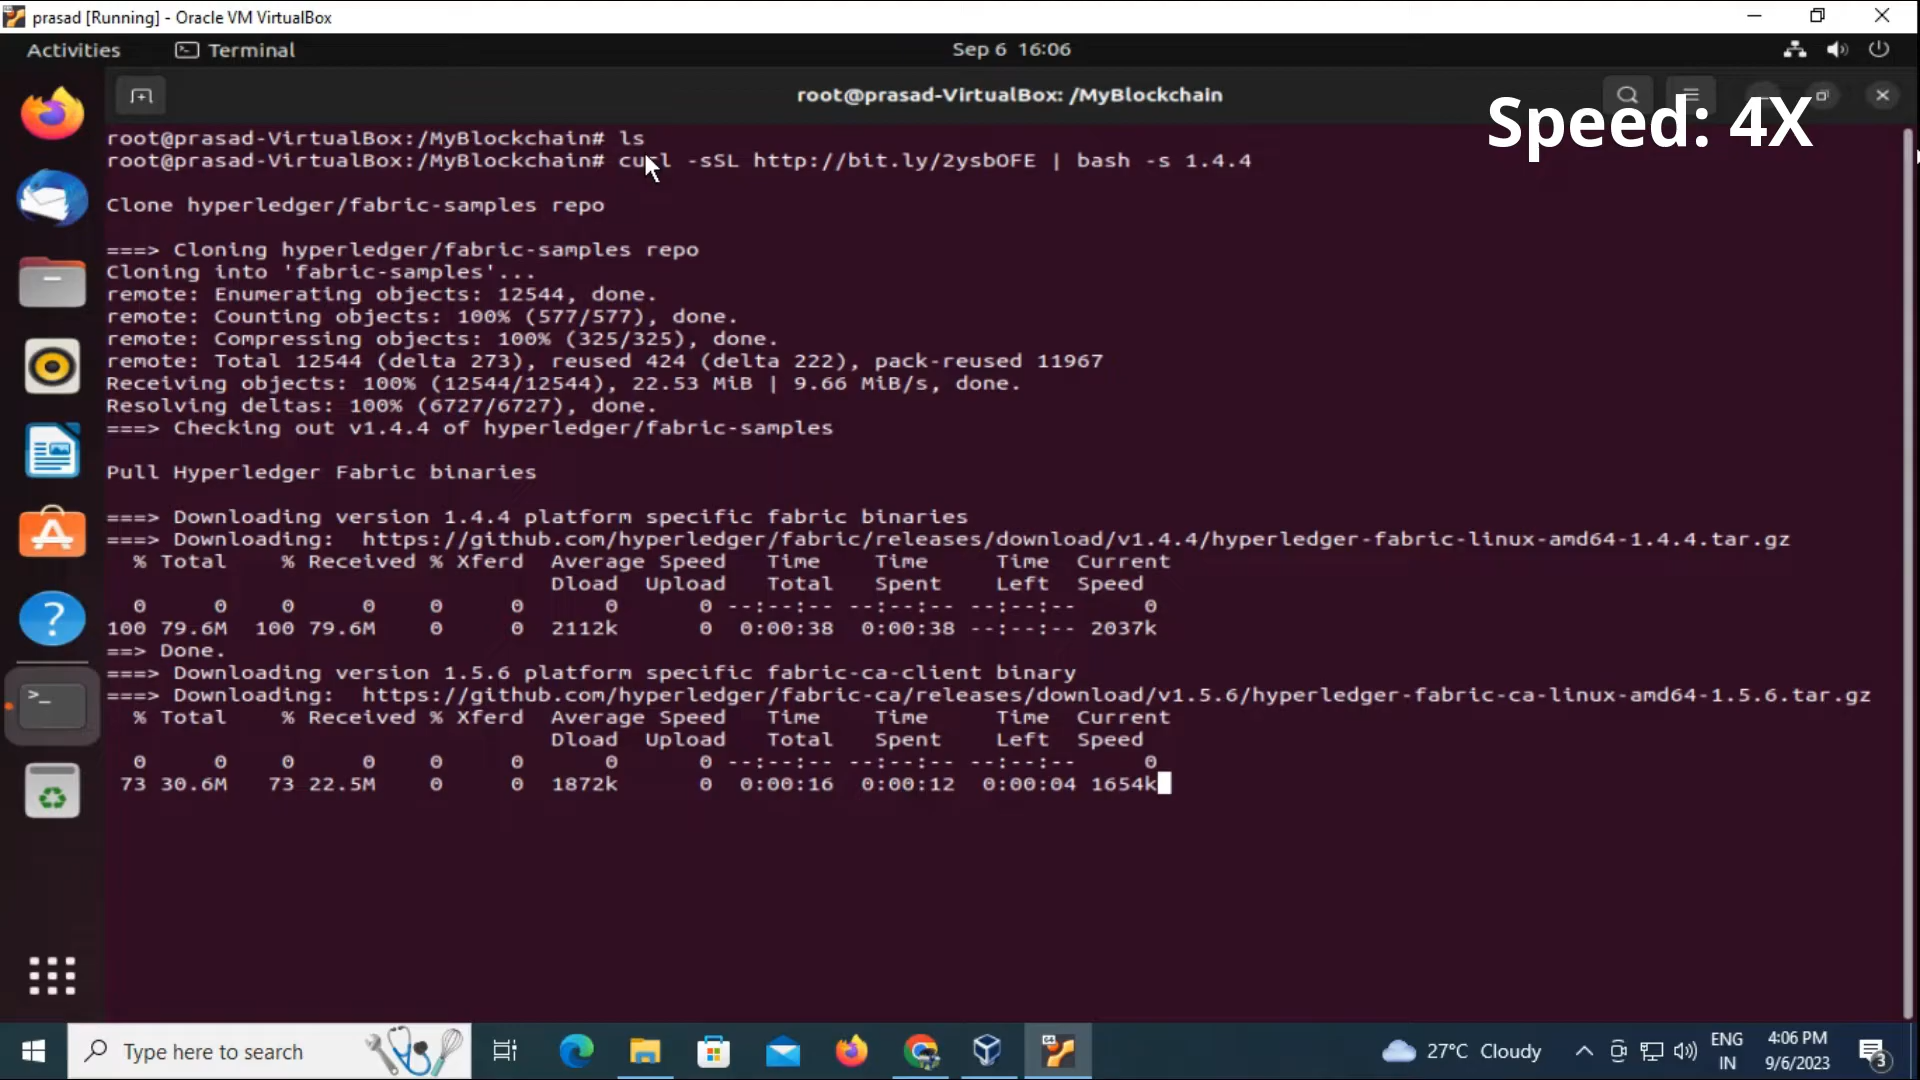 prasad [Running] - Oracle VM VirtualBox
Activities Terminal Sep 6 16:06
root@prasad-VirtualBox: /MyBlockchain
Speed: 4X
root@prasad-VirtualBox:/MyBlockchain# ls
root@prasad-VirtualBox:/MyBlockchain# curl -sSL http://bit.ly/2ysbOFE | bash -s 1.4.4
Clone hyperledger/fabric-samples repo
===> Cloning hyperledger/fabric-samples repo
Cloning into 'fabric-samples'...
remote: Enumerating objects: 12544, done.
remote: Counting objects: 100% (577/577), done.
remote: Compressing objects: 100% (325/325), done.
remote: Total 12544 (delta 273), reused 424 (delta 222), pack-reused 11967
Receiving objects: 100% (12544/12544), 22.53 MiB | 9.66 MiB/s, done.
Resolving deltas: 100% (6727/6727), done.
===> Checking out v1.4.4 of hyperledger/fabric-samples
Pull Hyperledger Fabric binaries
===> Downloading version 1.4.4 platform specific fabric binaries
===> Downloading:  https://github.com/hyperledger/fabric/releases/download/v1.4.4/hyperledger-fabric-linux-amd64-1.4.4.tar.gz
  % Total    % Received % Xferd  Average Speed   Time    Time     Time  Current
                                 Dload  Upload   Total   Spent    Left  Speed
  0     0    0     0    0     0      0      0 --:--:-- --:--:-- --:--:--     0
100 79.6M  100 79.6M    0     0  2112k      0  0:00:38  0:00:38 --:--:-- 2037k
==> Done.
===> Downloading version 1.5.6 platform specific fabric-ca-client binary
===> Downloading:  https://github.com/hyperledger/fabric-ca/releases/download/v1.5.6/hyperledger-fabric-ca-linux-amd64-1.5.6.tar.gz
  % Total    % Received % Xferd  Average Speed   Time    Time     Time  Current
                                 Dload  Upload   Total   Spent    Left  Speed
  0     0    0     0    0     0      0      0 --:--:-- --:--:-- --:--:--     0
 73 30.6M   73 22.5M    0     0  1872k      0  0:00:16  0:00:12  0:00:04 1654k
Type here to search
27°C Cloudy
ENG
IN
4:06 PM
9/6/2023
3